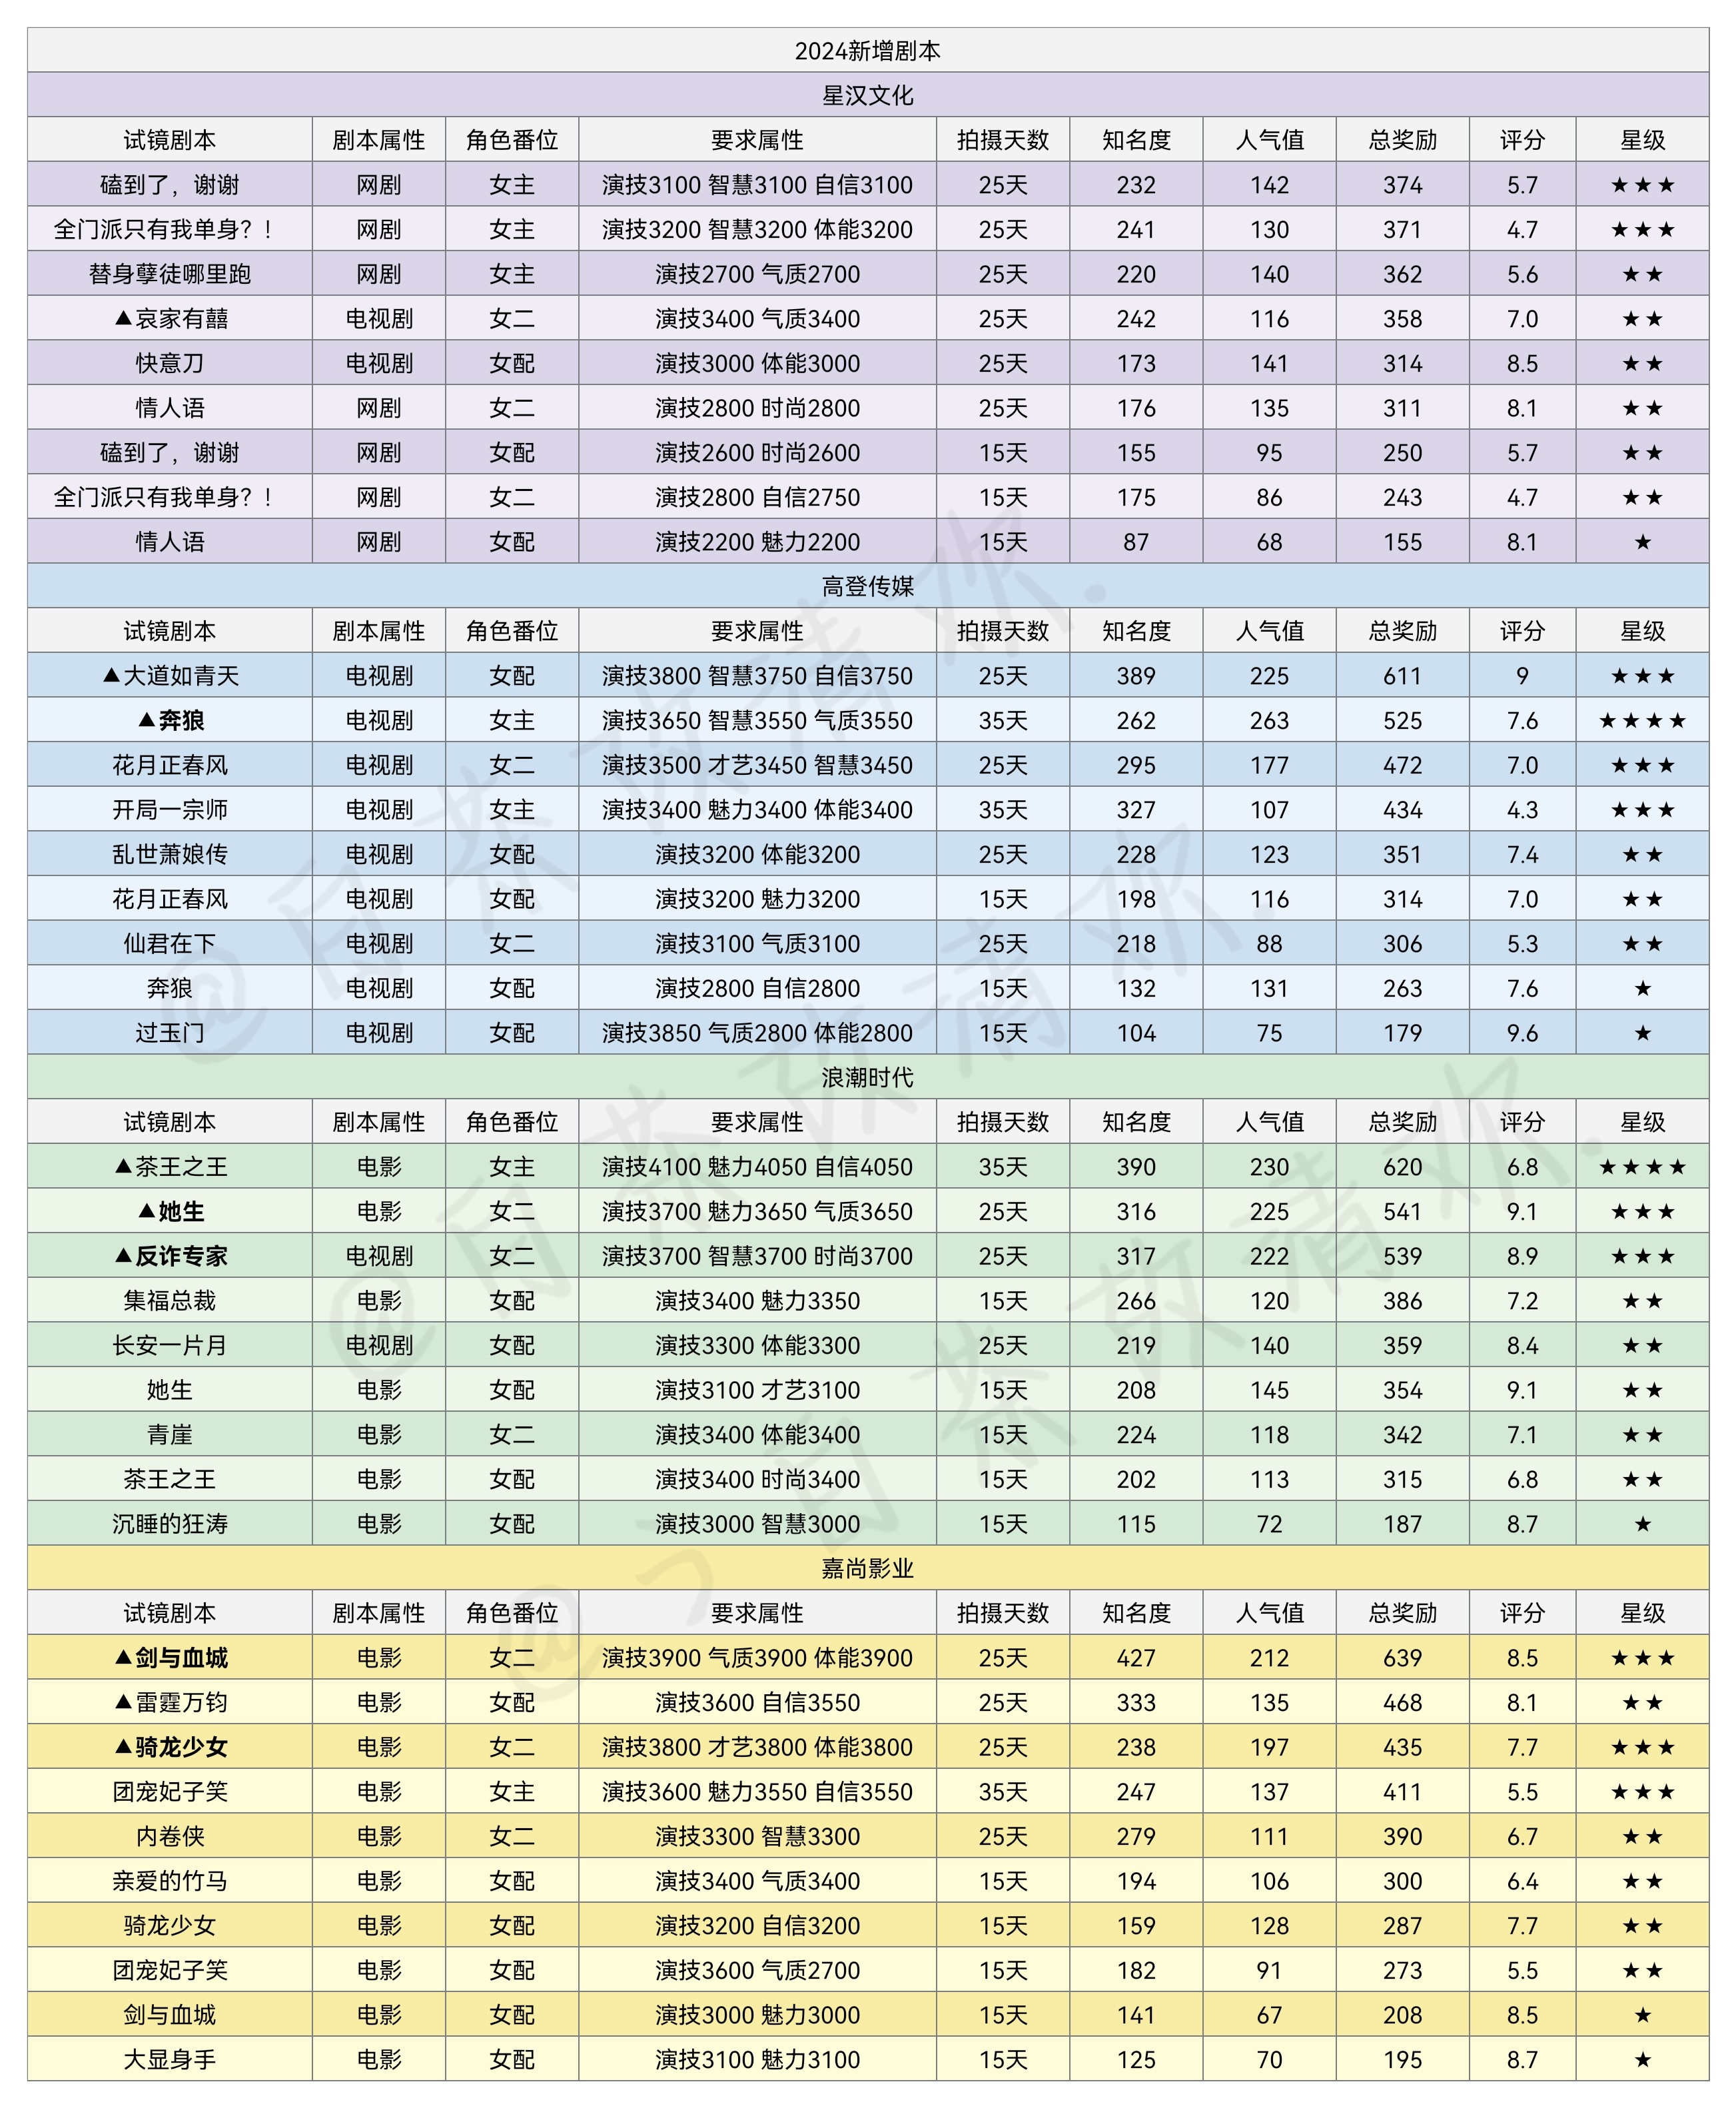 2024新增剧本
星汉文化
试镜剧本 剧本属性 角色番位 要求属性 拍摄天数 知名度 人气值 总奖励 评分 星级
磕到了，谢谢 网剧 女主 演技3100 智慧3100 自信3100 25天 232 142 374 5.7 ★★★
全门派只有我单身？！ 网剧 女主 演技3200 智慧3200 体能3200 25天 241 130 371 4.7 ★★★
替身孽徒哪里跑 网剧 女主 演技2700 气质2700 25天 220 140 362 5.6 ★★
▲哀家有囍 电视剧 女二 演技3400 气质3400 25天 242 116 358 7.0 ★★
快意刀 电视剧 女配 演技3000 体能3000 25天 173 141 314 8.5 ★★
情人语 网剧 女二 演技2800 时尚2800 25天 176 135 311 8.1 ★★
磕到了，谢谢 网剧 女配 演技2600 时尚2600 15天 155 95 250 5.7 ★★
全门派只有我单身？！ 网剧 女二 演技2800 自信2750 15天 175 86 243 4.7 ★★
情人语 网剧 女配 演技2200 魅力2200 15天 87 68 155 8.1 ★
高登传媒
试镜剧本 剧本属性 角色番位 要求属性 拍摄天数 知名度 人气值 总奖励 评分 星级
▲大道如青天 电视剧 女配 演技3800 智慧3750 自信3750 25天 389 225 611 9 ★★★
▲奔狼 电视剧 女主 演技3650 智慧3550 气质3550 35天 262 263 525 7.6 ★★★★
花月正春风 电视剧 女二 演技3500 才艺3450 智慧3450 25天 295 177 472 7.0 ★★★
开局一宗师 电视剧 女主 演技3400 魅力3400 体能3400 35天 327 107 434 4.3 ★★★
乱世萧娘传 电视剧 女配 演技3200 体能3200 25天 228 123 351 7.4 ★★
花月正春风 电视剧 女配 演技3200 魅力3200 15天 198 116 314 7.0 ★★
仙君在下 电视剧 女二 演技3100 气质3100 25天 218 88 306 5.3 ★★
奔狼 电视剧 女配 演技2800 自信2800 15天 132 131 263 7.6 ★
过玉门 电视剧 女配 演技3850 气质2800 体能2800 15天 104 75 179 9.6 ★
浪潮时代
试镜剧本 剧本属性 角色番位 要求属性 拍摄天数 知名度 人气值 总奖励 评分 星级
▲茶王之王 电影 女主 演技4100 魅力4050 自信4050 35天 390 230 620 6.8 ★★★★
▲她生 电影 女二 演技3700 魅力3650 气质3650 25天 316 225 541 9.1 ★★★
▲反诈专家 电视剧 女二 演技3700 智慧3700 时尚3700 25天 317 222 539 8.9 ★★★
集福总裁 电影 女配 演技3400 魅力3350 15天 266 120 386 7.2 ★★
长安一片月 电视剧 女配 演技3300 体能3300 25天 219 140 359 8.4 ★★
她生 电影 女配 演技3100 才艺3100 15天 208 145 354 9.1 ★★
青崖 电影 女二 演技3400 体能3400 15天 224 118 342 7.1 ★★
茶王之王 电影 女配 演技3400 时尚3400 15天 202 113 315 6.8 ★★
沉睡的狂涛 电影 女配 演技3000 智慧3000 15天 115 72 187 8.7 ★
嘉尚影业
试镜剧本 剧本属性 角色番位 要求属性 拍摄天数 知名度 人气值 总奖励 评分 星级
▲剑与血城 电影 女二 演技3900 气质3900 体能3900 25天 427 212 639 8.5 ★★★
▲雷霆万钧 电影 女配 演技3600 自信3550 25天 333 135 468 8.1 ★★
▲骑龙少女 电影 女二 演技3800 才艺3800 体能3800 25天 238 197 435 7.7 ★★★
团宠妃子笑 电影 女主 演技3600 魅力3550 自信3550 35天 247 137 411 5.5 ★★★
内卷侠 电影 女二 演技3300 智慧3300 25天 279 111 390 6.7 ★★
亲爱的竹马 电影 女配 演技3400 气质3400 15天 194 106 300 6.4 ★★
骑龙少女 电影 女配 演技3200 自信3200 15天 159 128 287 7.7 ★★
团宠妃子笑 电影 女配 演技3600 气质2700 15天 182 91 273 5.5 ★★
剑与血城 电影 女配 演技3000 魅力3000 15天 141 67 208 8.5 ★
大显身手 电影 女配 演技3100 魅力3100 15天 125 70 195 8.7 ★